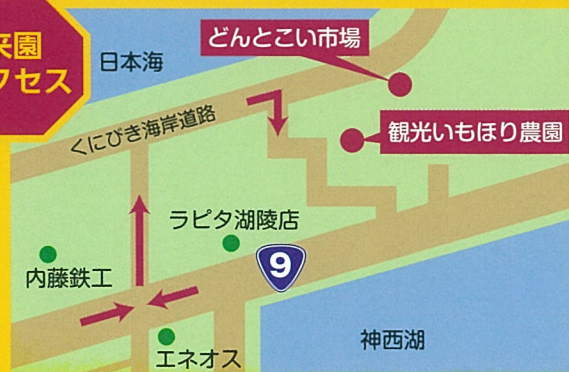 来園
クセス
日本海
どんとこい市場
くにびき海岸道路
観光いもほり農園
ラピタ湖陵店
9
内藤鉄工
エネオス
神西湖